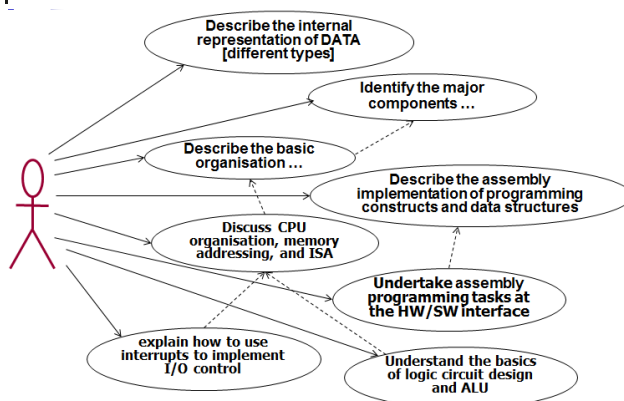 Describe the internal
representation of DATA
[different types]
Identify the major
components ...
Describe the basic
organisation ...
Describe the assembly
implementation of programming
constructs and data structures
Discuss CPU
organisation, memory
addressing, and ISA
Undertake assembly
programming tasks at
the HW/SW interface
explain how to use
interrupts to implement
I/O control
Understand the basics
of logic circuit design
and ALU